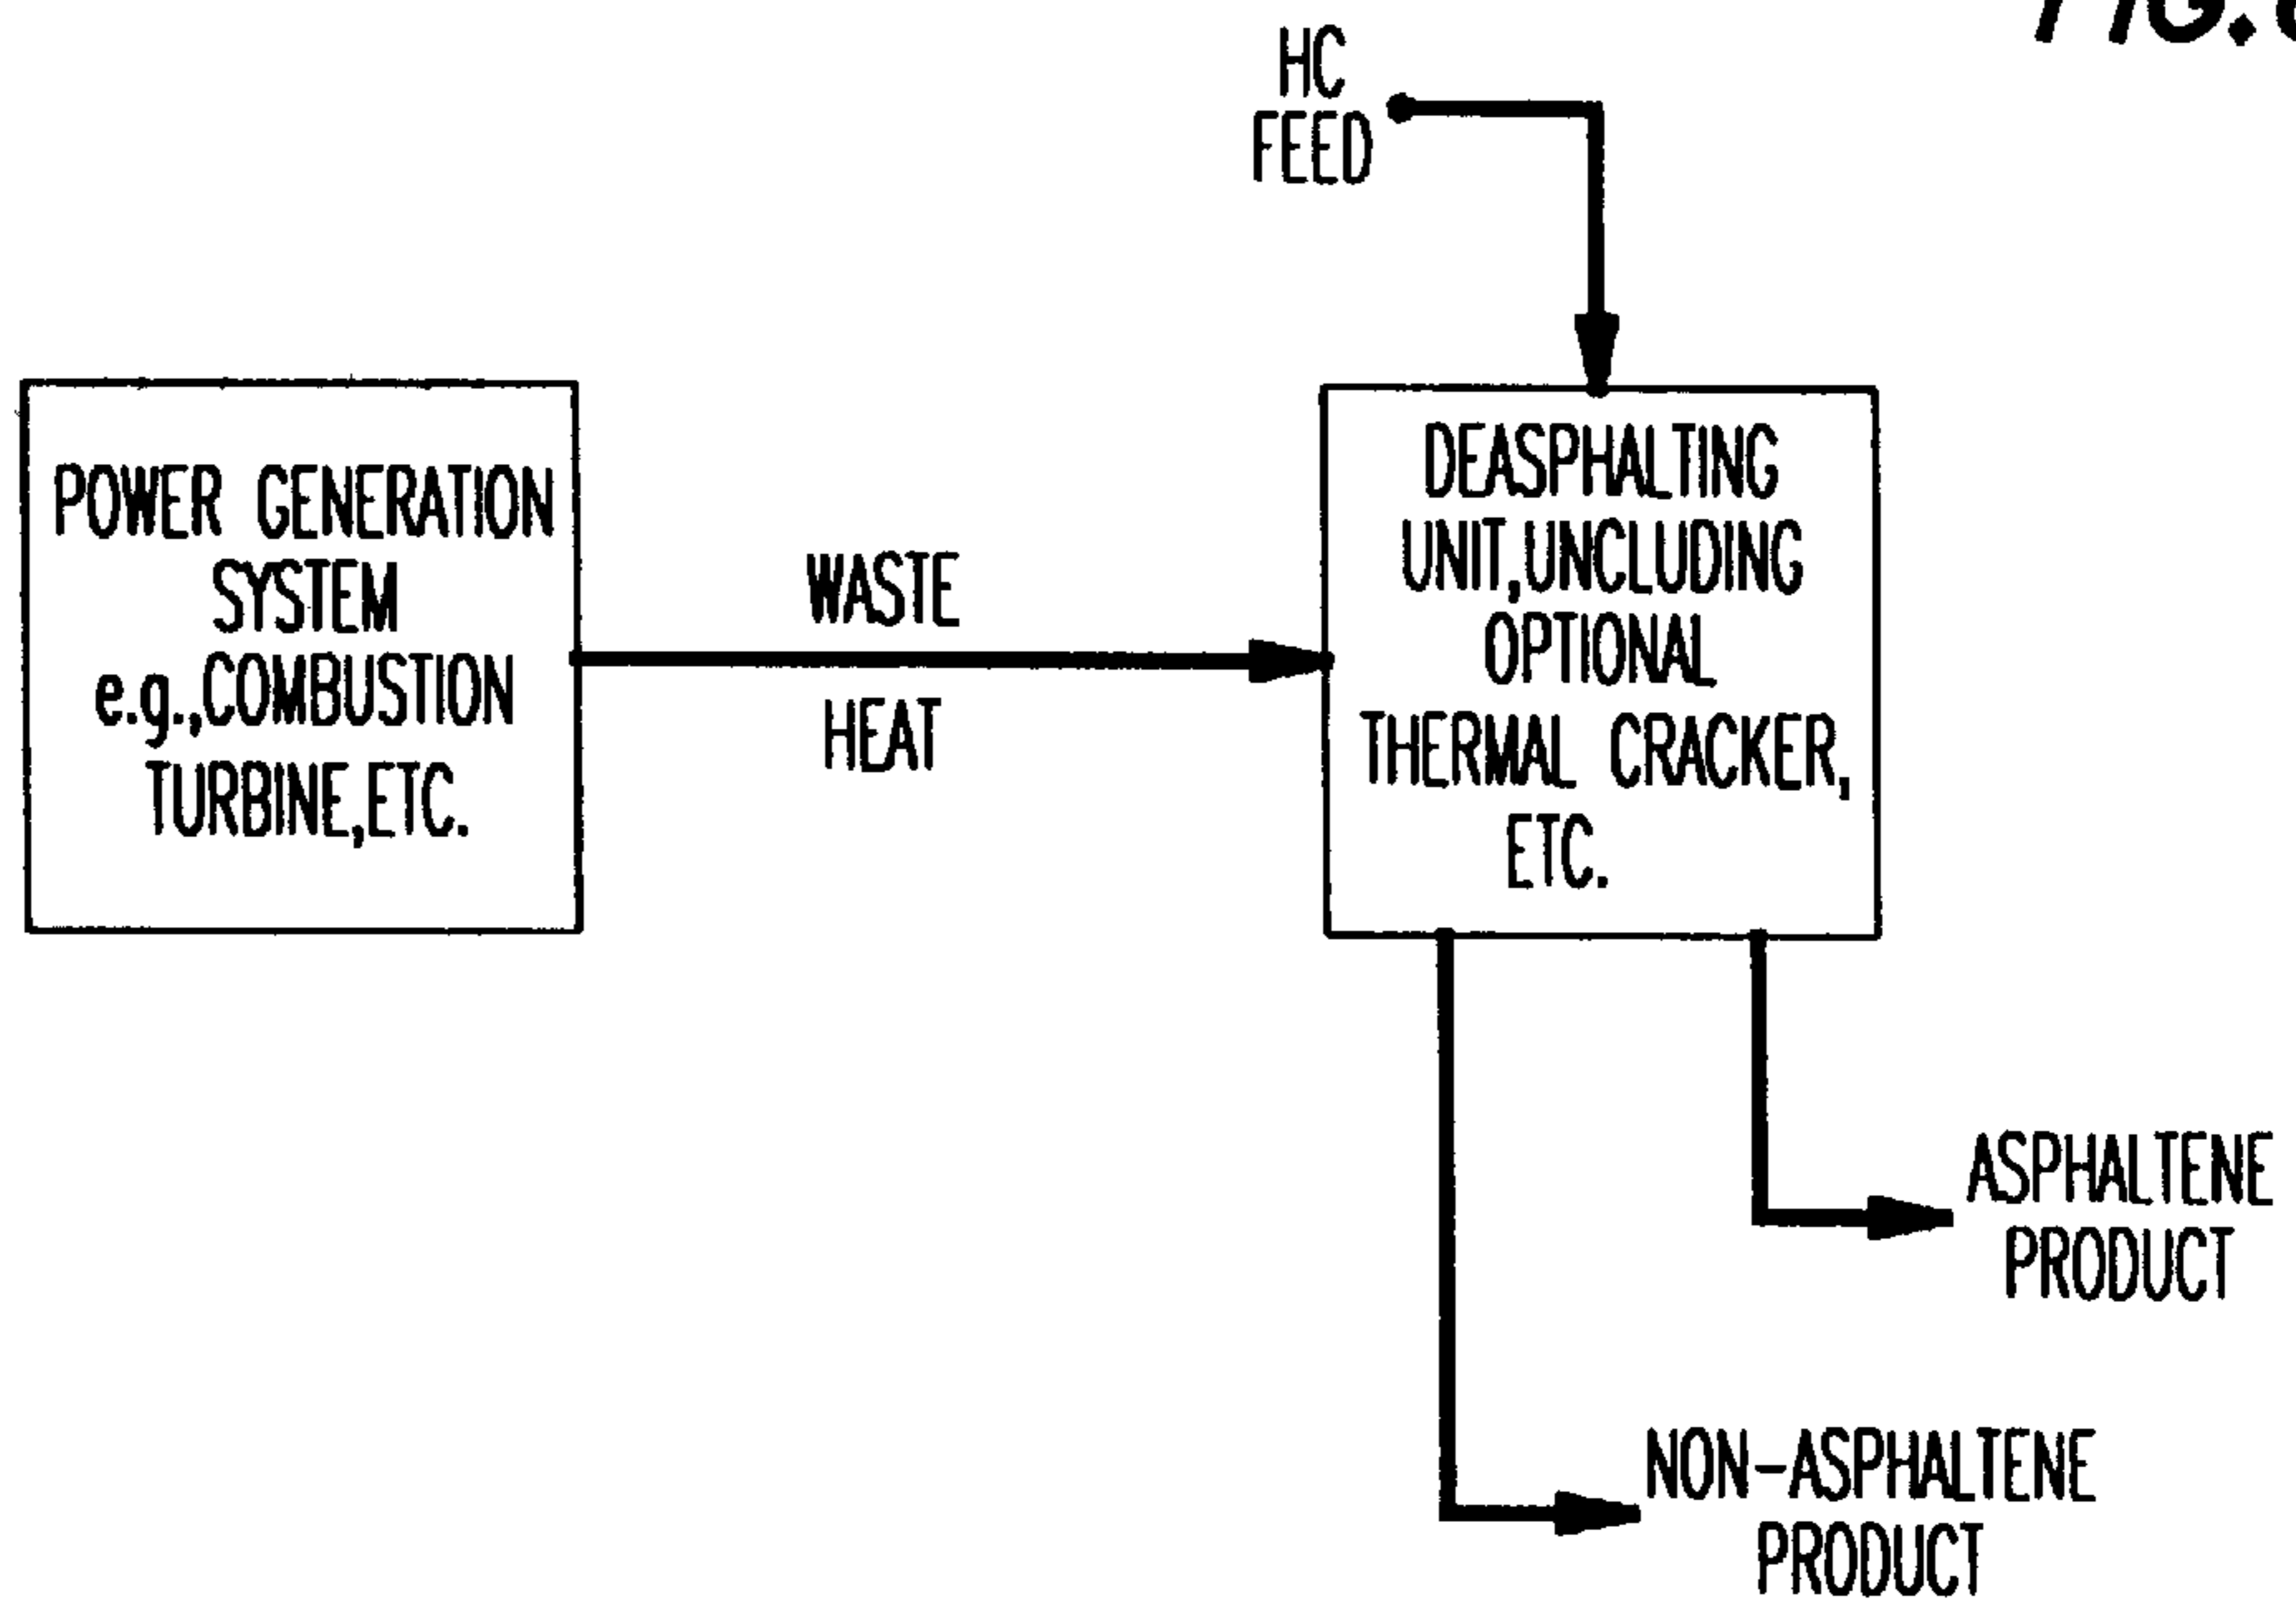 HC
FEED
POWER GENERATION
SYSTEM
e.g.,COMBUSTION
TURBINE,ETC.
WASTE
HEAT
DEASPHALTING
UNIT,UNCLUDING
OPTIONAL
THERMAL CRACKER,
ETC.
ASPHALTENE
PRODUCT
NON-ASPHALTENE
PRODUCT